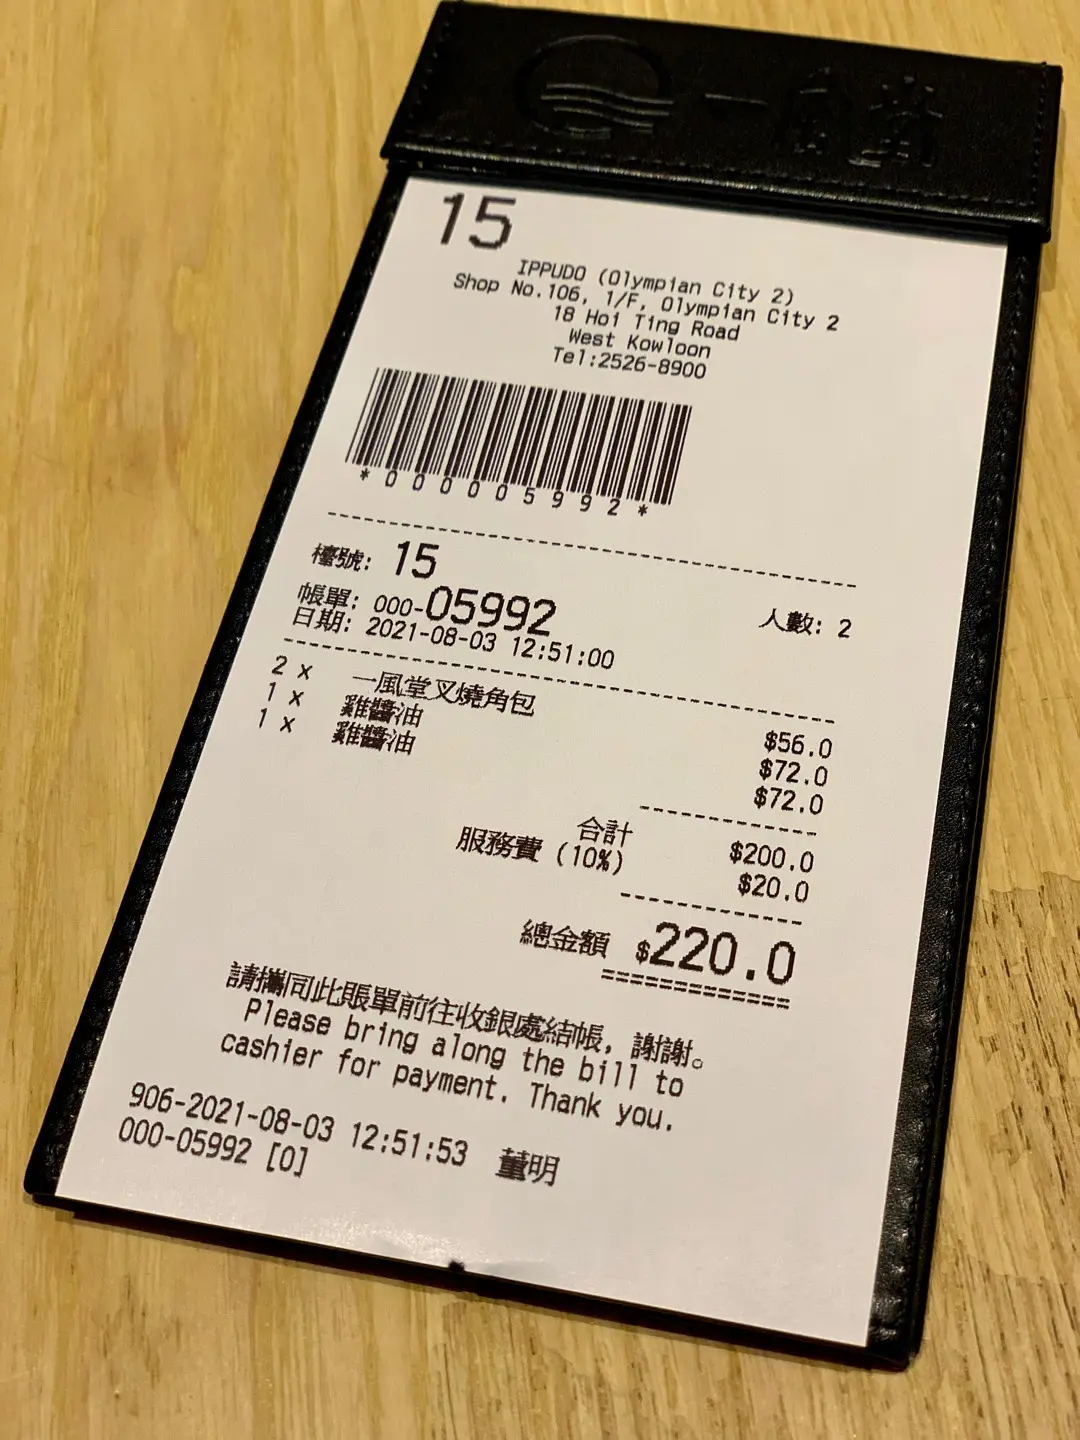 一風堂
15
IPPUDO (Olympian City 2)
Shop No.106, 1/F, Olympian City 2
18 Hoi Ting Road
West Kowloon
Tel:2526-8900
*000005992*
檯號: 15
帳單: 000-05992 人數: 2
日期: 2021-08-03 12:51:00
2 x 一風堂叉燒角包 $56.0
1 x 雞醬油 $72.0
1 x 雞醬油 $72.0
合計 $200.0
服務費 (10%) $20.0
總金額 $220.0
請攜同此賬單前往收銀處結帳, 謝謝。
Please bring along the bill to
cashier for payment. Thank you.
906-2021-08-03 12:51:53 董明
000-05992 [0]